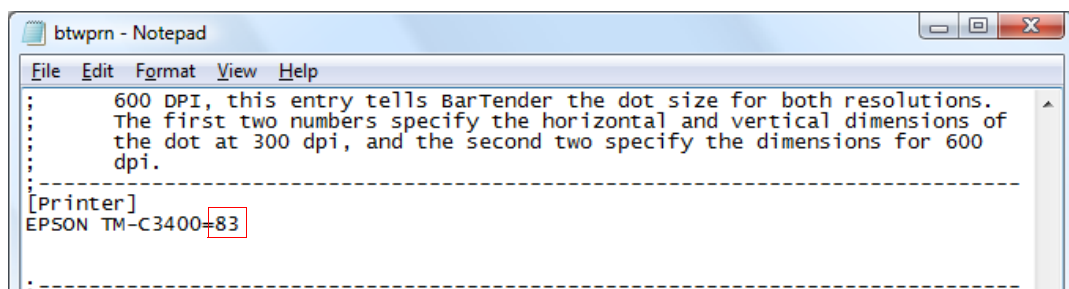 btwprn - Notepad
File Edit Format View Help
; 600 DPI, this entry tells BarTender the dot size for both resolutions.
; The first two numbers specify the horizontal and vertical dimensions of
; the dot at 300 dpi, and the second two specify the dimensions for 600
; dpi.
;-------------------------------------------------------------------------------
[Printer]
EPSON TM-C3400=83
;-------------------------------------------------------------------------------